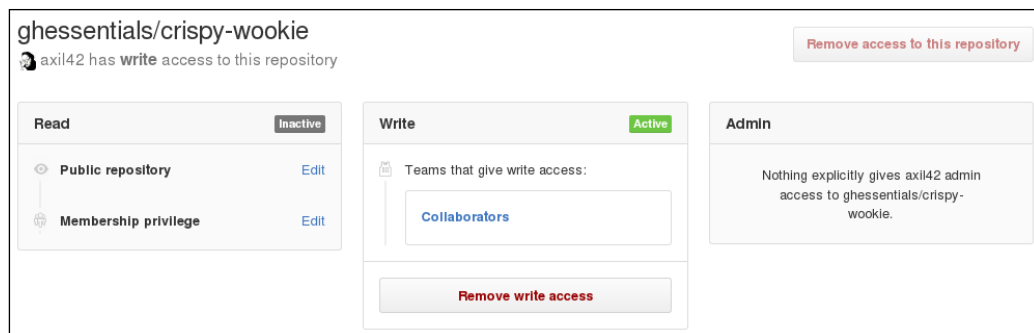 ghessentials/crispy-wookie
axil42 has write access to this repository
Remove access to this repository
Read
Inactive
Public repository
Edit
Membership privilege
Edit
Write
Active
Teams that give write access:
Collaborators
Remove write access
Admin
Nothing explicitly gives axil42 admin
access to ghessentials/crispy-
wookie.